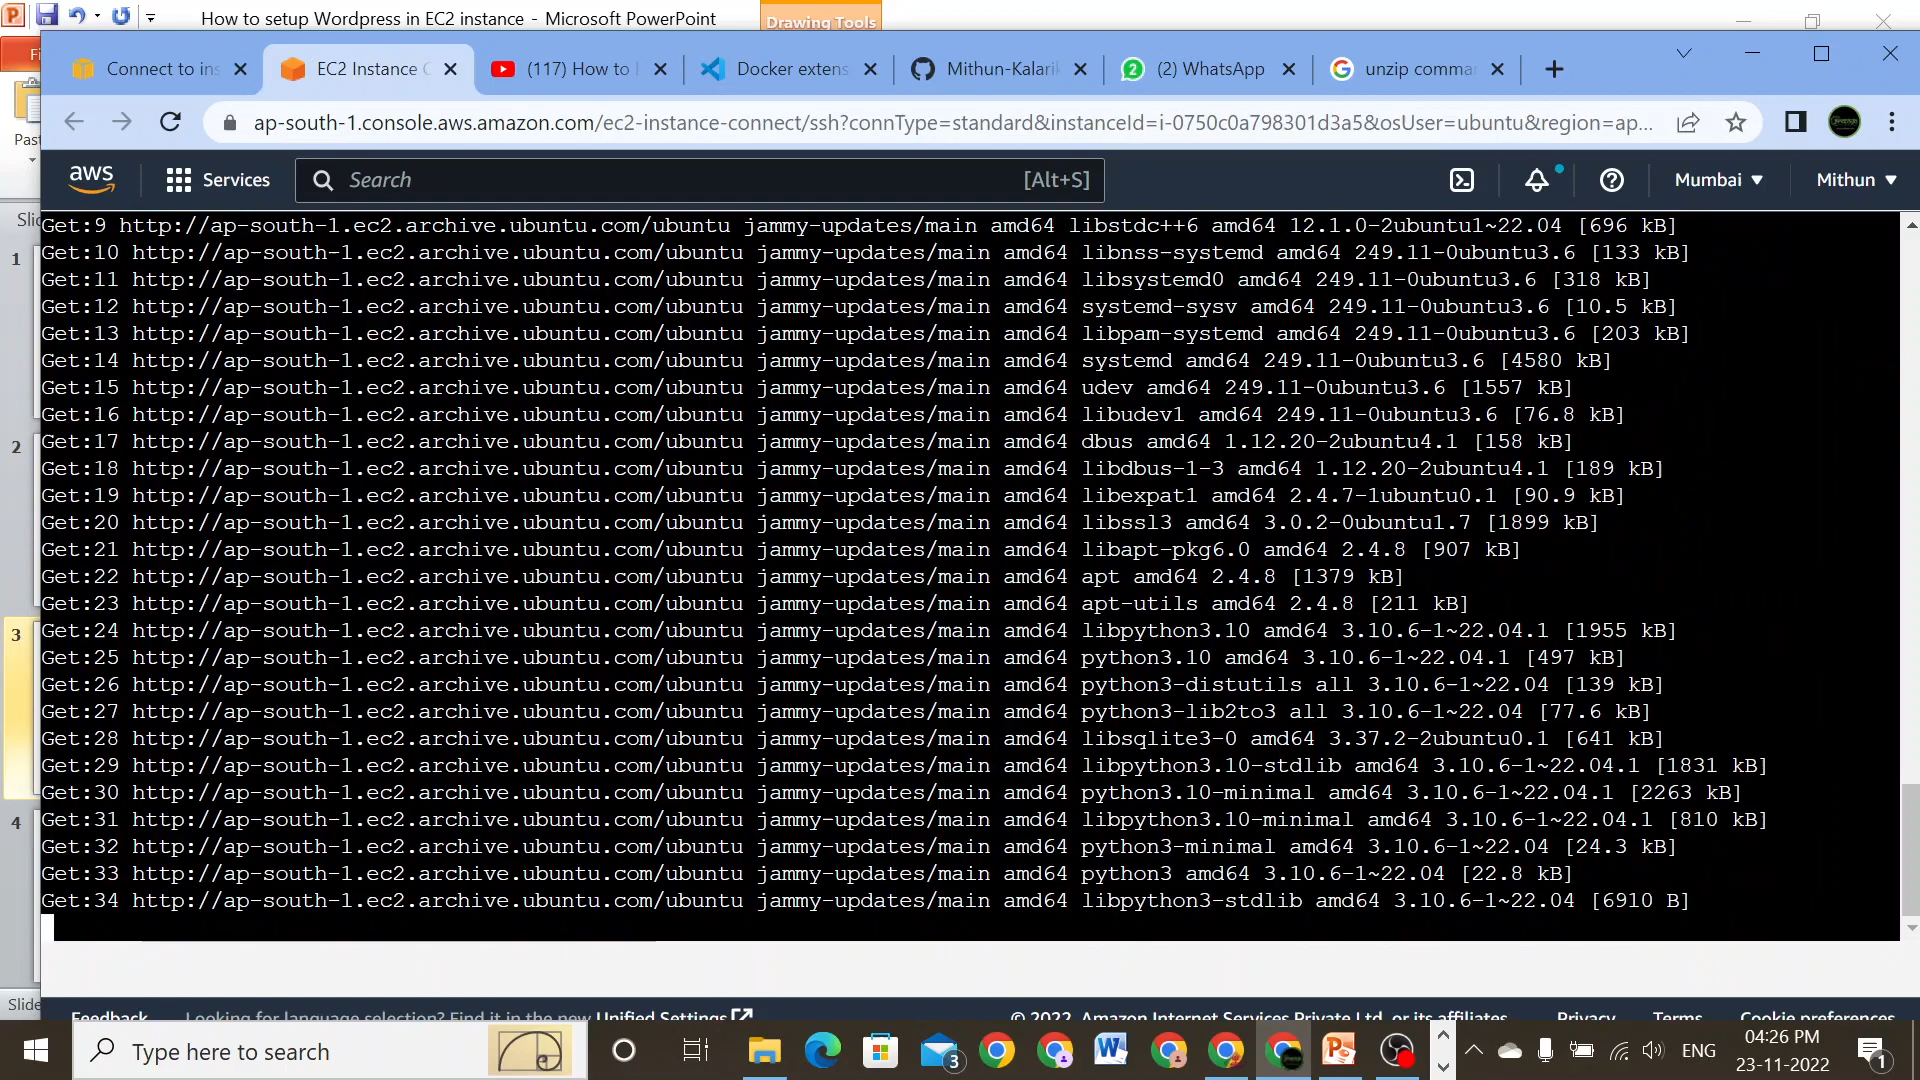 How to setup Wordpress in EC2 instance - Microsoft PowerPoint
Drawing Tools
Connect to ins
EC2 Instance C
(117) How to I
Docker extens
Mithun-Kalarik
(2) WhatsApp
unzip comma
ap-south-1.console.aws.amazon.com/ec2-instance-connect/ssh?connType=standard&instanceId=i-0750c0a798301d3a5&osUser=ubuntu&region=ap...
Past
aws
Services
Search
[Alt+S]
Mumbai
Mithun
Slid
Get:9 http://ap-south-1.ec2.archive.ubuntu.com/ubuntu jammy-updates/main amd64 libstdc++6 amd64 12.1.0-2ubuntu1~22.04 [696 kB]
Get:10 http://ap-south-1.ec2.archive.ubuntu.com/ubuntu jammy-updates/main amd64 libnss-systemd amd64 249.11-0ubuntu3.6 [133 kB]
Get:11 http://ap-south-1.ec2.archive.ubuntu.com/ubuntu jammy-updates/main amd64 libsystemd0 amd64 249.11-0ubuntu3.6 [318 kB]
Get:12 http://ap-south-1.ec2.archive.ubuntu.com/ubuntu jammy-updates/main amd64 systemd-sysv amd64 249.11-0ubuntu3.6 [10.5 kB]
Get:13 http://ap-south-1.ec2.archive.ubuntu.com/ubuntu jammy-updates/main amd64 libpam-systemd amd64 249.11-0ubuntu3.6 [203 kB]
Get:14 http://ap-south-1.ec2.archive.ubuntu.com/ubuntu jammy-updates/main amd64 systemd amd64 249.11-0ubuntu3.6 [4580 kB]
Get:15 http://ap-south-1.ec2.archive.ubuntu.com/ubuntu jammy-updates/main amd64 udev amd64 249.11-0ubuntu3.6 [1557 kB]
Get:16 http://ap-south-1.ec2.archive.ubuntu.com/ubuntu jammy-updates/main amd64 libudev1 amd64 249.11-0ubuntu3.6 [76.8 kB]
Get:17 http://ap-south-1.ec2.archive.ubuntu.com/ubuntu jammy-updates/main amd64 dbus amd64 1.12.20-2ubuntu4.1 [158 kB]
Get:18 http://ap-south-1.ec2.archive.ubuntu.com/ubuntu jammy-updates/main amd64 libdbus-1-3 amd64 1.12.20-2ubuntu4.1 [189 kB]
Get:19 http://ap-south-1.ec2.archive.ubuntu.com/ubuntu jammy-updates/main amd64 libexpat1 amd64 2.4.7-1ubuntu0.1 [90.9 kB]
Get:20 http://ap-south-1.ec2.archive.ubuntu.com/ubuntu jammy-updates/main amd64 libssl3 amd64 3.0.2-0ubuntu1.7 [1899 kB]
Get:21 http://ap-south-1.ec2.archive.ubuntu.com/ubuntu jammy-updates/main amd64 libapt-pkg6.0 amd64 2.4.8 [907 kB]
Get:22 http://ap-south-1.ec2.archive.ubuntu.com/ubuntu jammy-updates/main amd64 apt amd64 2.4.8 [1379 kB]
Get:23 http://ap-south-1.ec2.archive.ubuntu.com/ubuntu jammy-updates/main amd64 apt-utils amd64 2.4.8 [211 kB]
Get:24 http://ap-south-1.ec2.archive.ubuntu.com/ubuntu jammy-updates/main amd64 libpython3.10 amd64 3.10.6-1~22.04.1 [1955 kB]
Get:25 http://ap-south-1.ec2.archive.ubuntu.com/ubuntu jammy-updates/main amd64 python3.10 amd64 3.10.6-1~22.04.1 [497 kB]
Get:26 http://ap-south-1.ec2.archive.ubuntu.com/ubuntu jammy-updates/main amd64 python3-distutils all 3.10.6-1~22.04 [139 kB]
Get:27 http://ap-south-1.ec2.archive.ubuntu.com/ubuntu jammy-updates/main amd64 python3-lib2to3 all 3.10.6-1~22.04 [77.6 kB]
Get:28 http://ap-south-1.ec2.archive.ubuntu.com/ubuntu jammy-updates/main amd64 libsqlite3-0 amd64 3.37.2-2ubuntu0.1 [641 kB]
Get:29 http://ap-south-1.ec2.archive.ubuntu.com/ubuntu jammy-updates/main amd64 libpython3.10-stdlib amd64 3.10.6-1~22.04.1 [1831 kB]
Get:30 http://ap-south-1.ec2.archive.ubuntu.com/ubuntu jammy-updates/main amd64 python3.10-minimal amd64 3.10.6-1~22.04.1 [2263 kB]
Get:31 http://ap-south-1.ec2.archive.ubuntu.com/ubuntu jammy-updates/main amd64 libpython3.10-minimal amd64 3.10.6-1~22.04.1 [810 kB]
Get:32 http://ap-south-1.ec2.archive.ubuntu.com/ubuntu jammy-updates/main amd64 python3-minimal amd64 3.10.6-1~22.04 [24.3 kB]
Get:33 http://ap-south-1.ec2.archive.ubuntu.com/ubuntu jammy-updates/main amd64 python3 amd64 3.10.6-1~22.04 [22.8 kB]
Get:34 http://ap-south-1.ec2.archive.ubuntu.com/ubuntu jammy-updates/main amd64 libpython3-stdlib amd64 3.10.6-1~22.04 [6910 B]
1
2
3
4
Slide
Feedback
Looking for language selection? Find it in the new Unified Settings
© 2022, Amazon Internet Services Private Ltd. or its affiliates.
Privacy
Terms
Cookie preferences
Type here to search
3
ENG
04:26 PM
23-11-2022
1